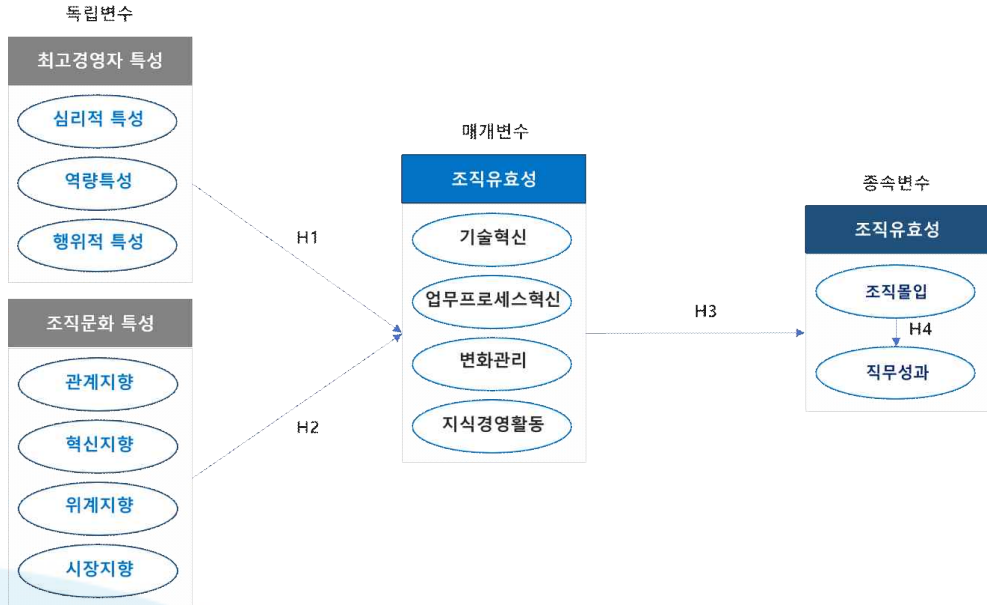 독립변수
최고경영자 특성
심리적 특성
역량특성
행위적 특성
조직문화 특성
관계지향
혁신지향
위계지향
시장지향
H1
H2
매개변수
조직유효성
기술혁신
업무프로세스혁신
변화관리
지식경영활동
H3
종속변수
조직유효성
조직몰입
H4
직무성과